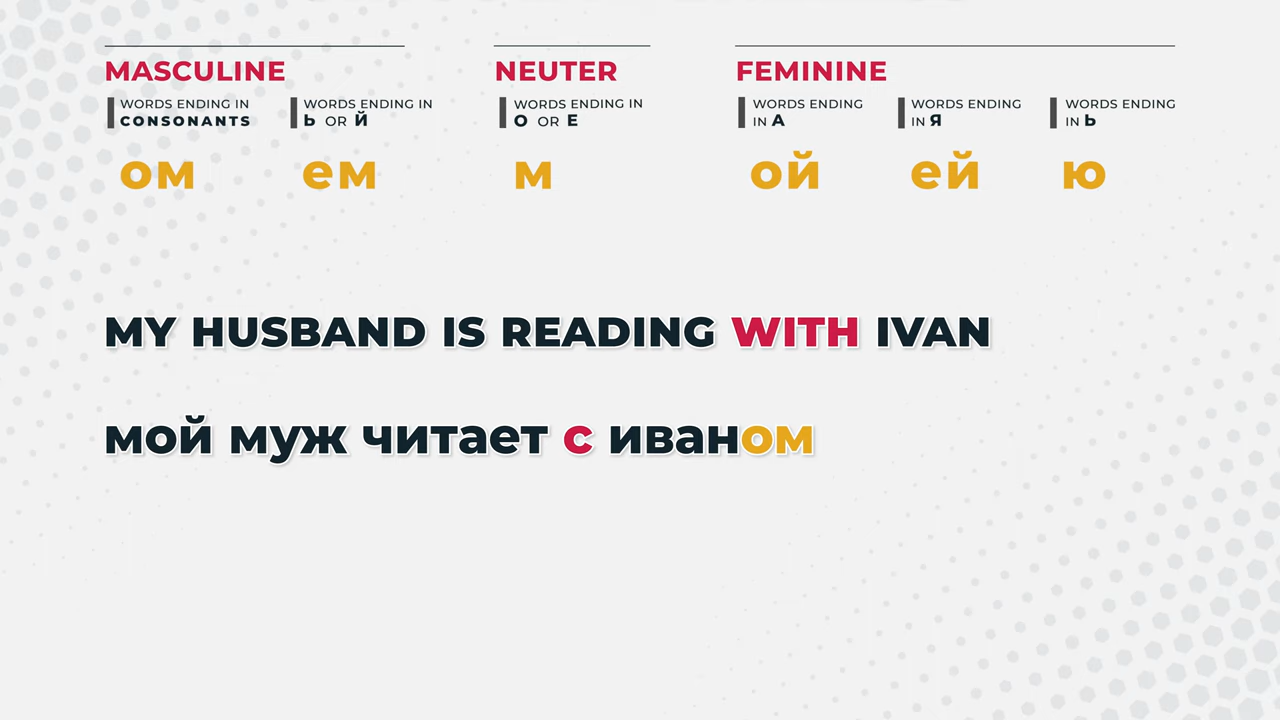 MASCULINE
WORDS ENDING IN
CONSONANTS
ом
WORDS ENDING IN
Ь OR Й
ем
NEUTER
WORDS ENDING IN
О OR Е
м
FEMININE
WORDS ENDING
IN А
ой
WORDS ENDING
IN Я
ей
WORDS ENDING
IN Ь
ю
MY HUSBAND IS READING WITH IVAN
мой муж читает с иваном